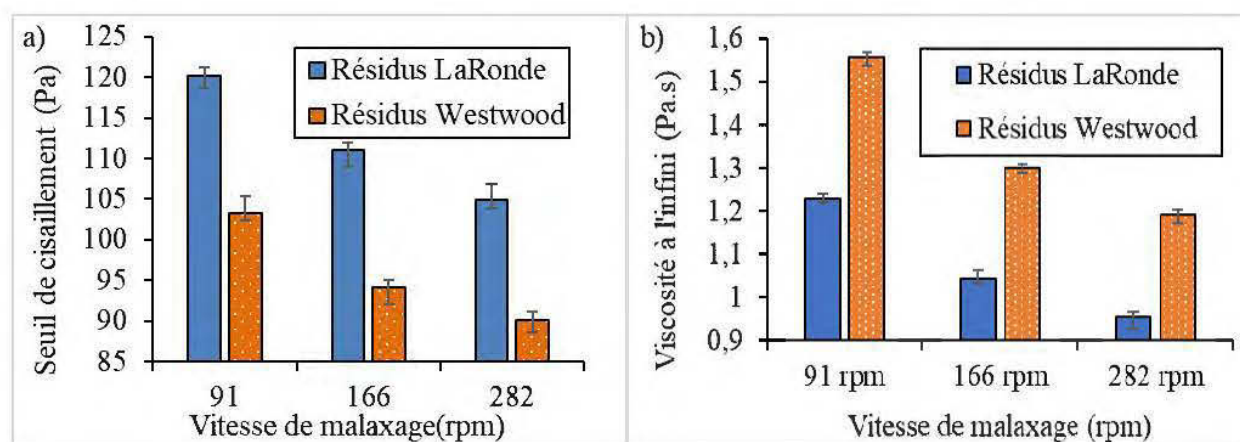 a)
Seuil de cisaillement (Pa)
125
120
115
110
105
100
95
90
85
Résidus LaRonde
Résidus Westwood
91
166
282
Vitesse de malaxage(rpm)
b)
Viscosité à l'infini (Pa.s)
1,6
1,5
1,4
1,3
1,2
1,1
1
0,9
Résidus LaRonde
Résidus Westwood
91 rpm
166 rpm
282 rpm
Vitesse de malaxage (rpm)